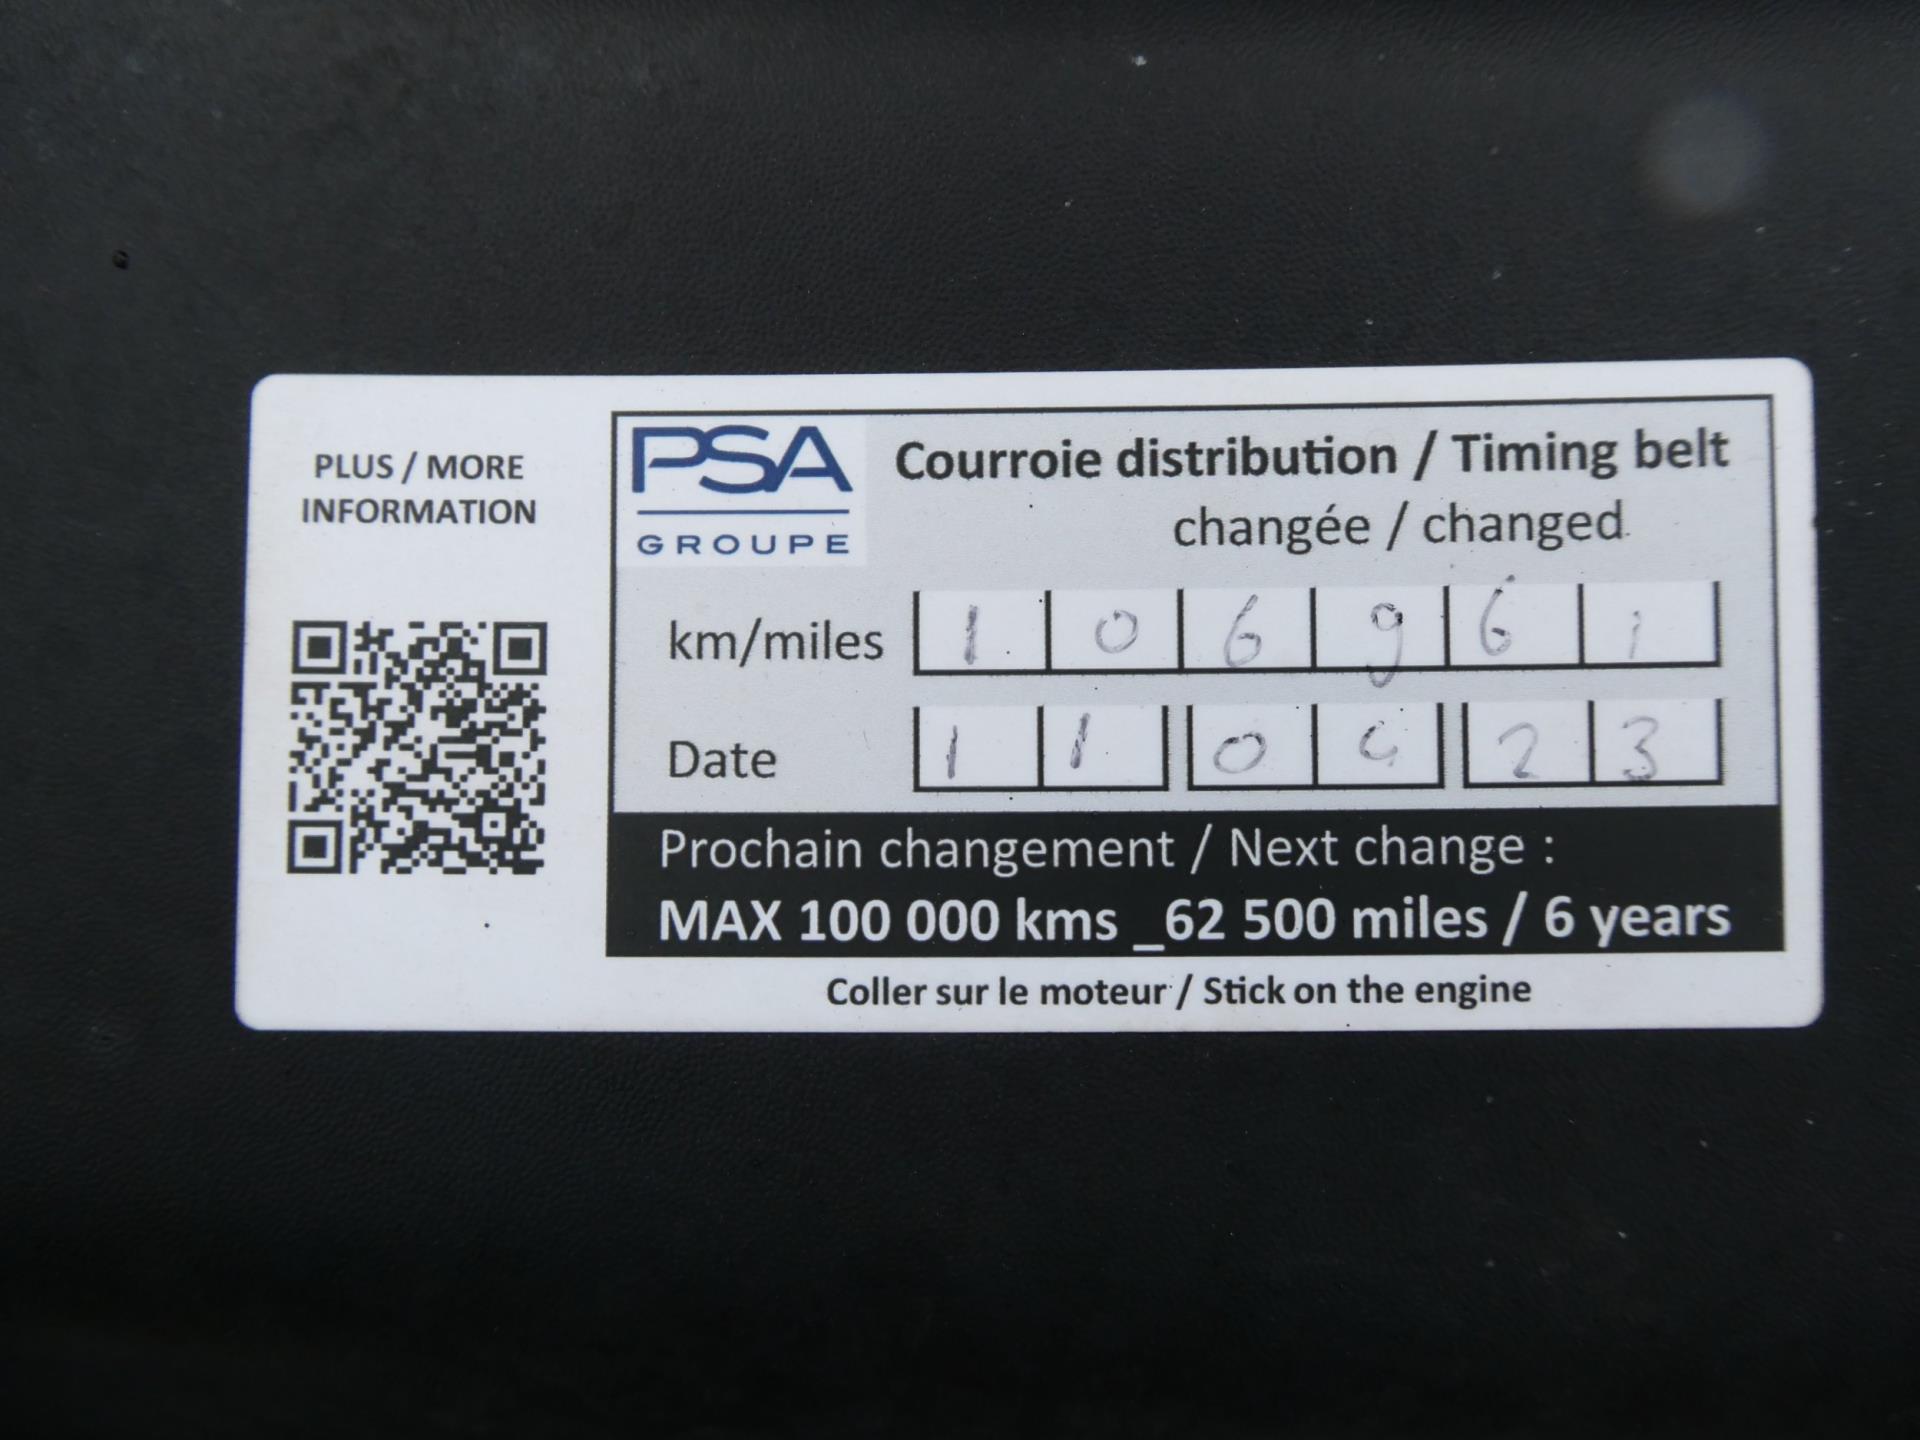 PLUS / MORE
INFORMATION
PSA
GROUPE
Courroie distribution / Timing belt
changée / changed
km/miles 1 0 6 9 6 1
Date 1 1 0 2 3
Prochain changement / Next change :
MAX 100 000 kms _62 500 miles / 6 years
Coller sur le moteur / Stick on the engine